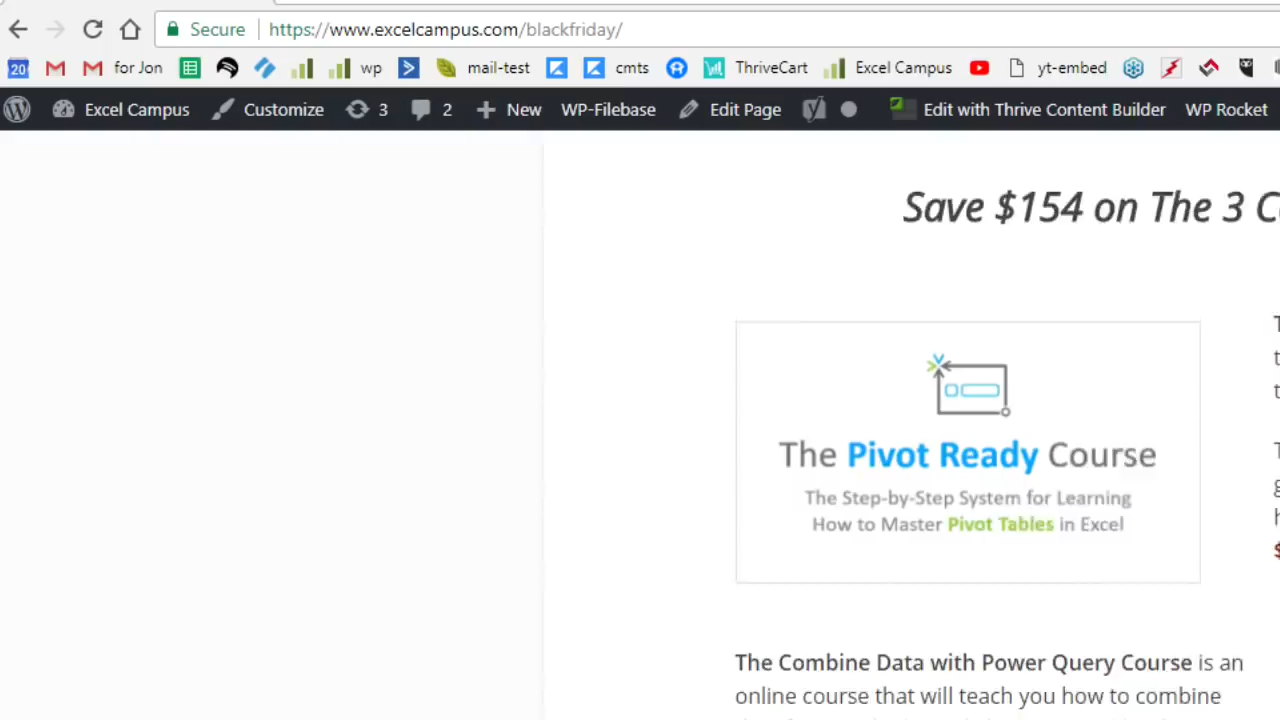 Secure https://www.excelcampus.com/blackfriday/
20 for Jon wp mail-test cmts ThriveCart Excel Campus yt-embed
Excel Campus Customize 3 2 New WP-Filebase Edit Page Edit with Thrive Content Builder WP Rocket
Save $154 on The 3 C
The Pivot Ready Course
The Step-by-Step System for Learning
How to Master Pivot Tables in Excel
The Combine Data with Power Query Course is an
online course that will teach you how to combine